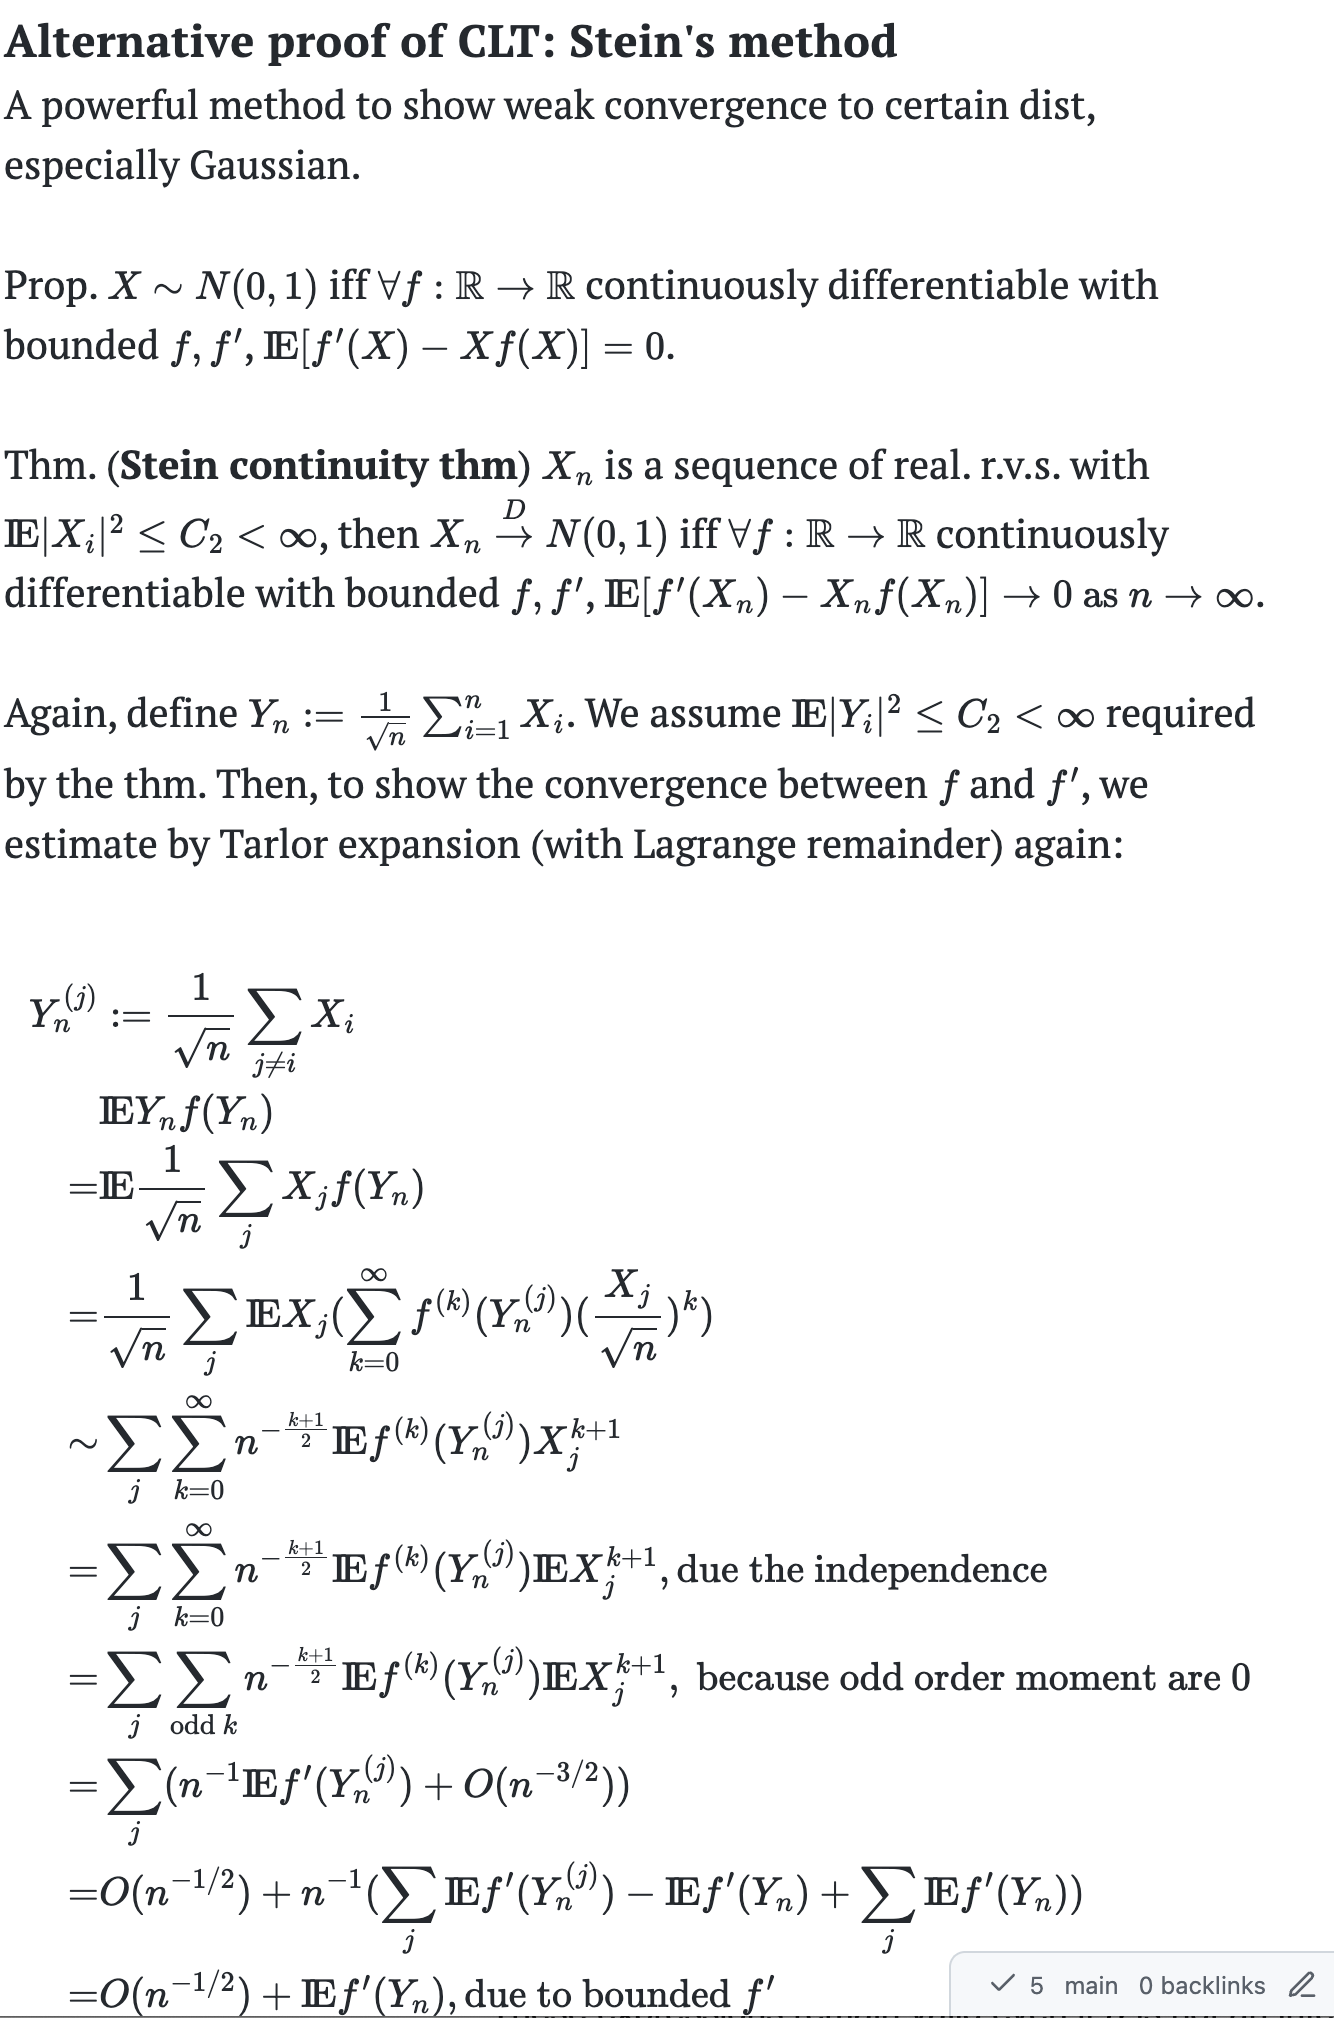 Alternative proof of CLT: Stein's method
A powerful method to show weak convergence to certain dist,
especially Gaussian.
Prop. $X \sim N(0, 1)$ iff $\forall f : \mathbb{R} \to \mathbb{R}$ continuously differentiable with
bounded $f, f'$, $\mathbb{E}[f'(X) - Xf(X)] = 0$.
Thm. (Stein continuity thm) $X_n$ is a sequence of real. r.v.s. with
$\mathbb{E}|X_i|^2 \leq C_2 < \infty$, then $X_n \overset{D}{\to} N(0, 1)$ iff $\forall f : \mathbb{R} \to \mathbb{R}$ continuously
differentiable with bounded $f, f'$, $\mathbb{E}[f'(X_n) - X_n f(X_n)] \to 0$ as $n \to \infty$.
Again, define $Y_n := \frac{1}{\sqrt{n}} \sum_{i=1}^n X_i$. We assume $\mathbb{E}|Y_i|^2 \leq C_2 < \infty$ required
by the thm. Then, to show the convergence between $f$ and $f'$, we
estimate by Tarlor expansion (with Lagrange remainder) again:
$Y_n^{(j)} := \frac{1}{\sqrt{n}} \sum_{j \neq i} X_i$
$\mathbb{E}Y_n f(Y_n)$
$= \mathbb{E}\frac{1}{\sqrt{n}} \sum_j X_j f(Y_n)$
$= \frac{1}{\sqrt{n}} \sum_j \mathbb{E}X_j (\sum_{k=0}^{\infty} f^{(k)}(Y_n^{(j)})(\frac{X_j}{\sqrt{n}})^k)$
$\sim \sum_j \sum_{k=0}^{\infty} n^{-\frac{k+1}{2}} \mathbb{E}f^{(k)}(Y_n^{(j)}) X_j^{k+1}$
$= \sum_j \sum_{k=0}^{\infty} n^{-\frac{k+1}{2}} \mathbb{E}f^{(k)}(Y_n^{(j)}) \mathbb{E}X_j^{k+1}$, due the independence
$= \sum_j \sum_{\text{odd } k} n^{-\frac{k+1}{2}} \mathbb{E}f^{(k)}(Y_n^{(j)}) \mathbb{E}X_j^{k+1}$, because odd order moment are 0
$= \sum_j (n^{-1} \mathbb{E}f'(Y_n^{(j)}) + O(n^{-3/2}))$
$= O(n^{-1/2}) + n^{-1}(\sum_j \mathbb{E}f'(Y_n^{(j)}) - \mathbb{E}f'(Y_n) + \sum_j \mathbb{E}f'(Y_n))$
$= O(n^{-1/2}) + \mathbb{E}f'(Y_n)$, due to bounded $f'$
5 main 0 backlinks